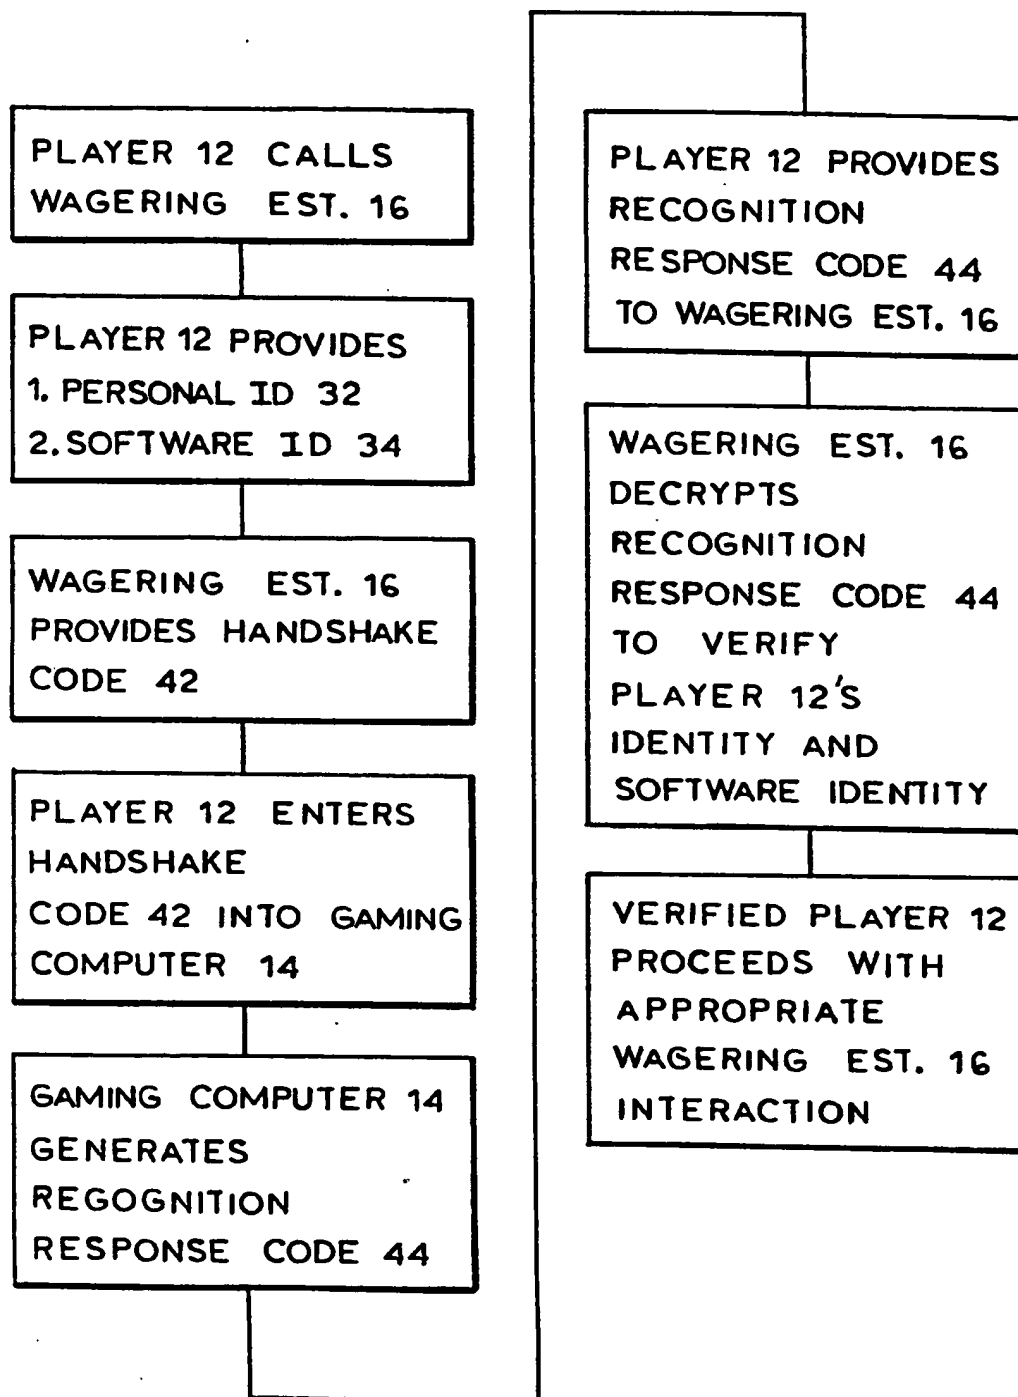 PLAYER 12 CALLS
WAGERING EST. 16
PLAYER 12 PROVIDES
1. PERSONAL ID 32
2. SOFTWARE ID 34
WAGERING EST. 16
PROVIDES HANDSHAKE
CODE 42
PLAYER 12 ENTERS
HANDSHAKE
CODE 42 INTO GAMING
COMPUTER 14
GAMING COMPUTER 14
GENERATES
REGOGNITION
RESPONSE CODE 44
PLAYER 12 PROVIDES
RECOGNITION
RESPONSE CODE 44
TO WAGERING EST. 16
WAGERING EST. 16
DECRYPTS
RECOGNITION
RESPONSE CODE 44
TO VERIFY
PLAYER 12'S
IDENTITY AND
SOFTWARE IDENTITY
VERIFIED PLAYER 12
PROCEEDS WITH
APPROPRIATE
WAGERING EST. 16
INTERACTION